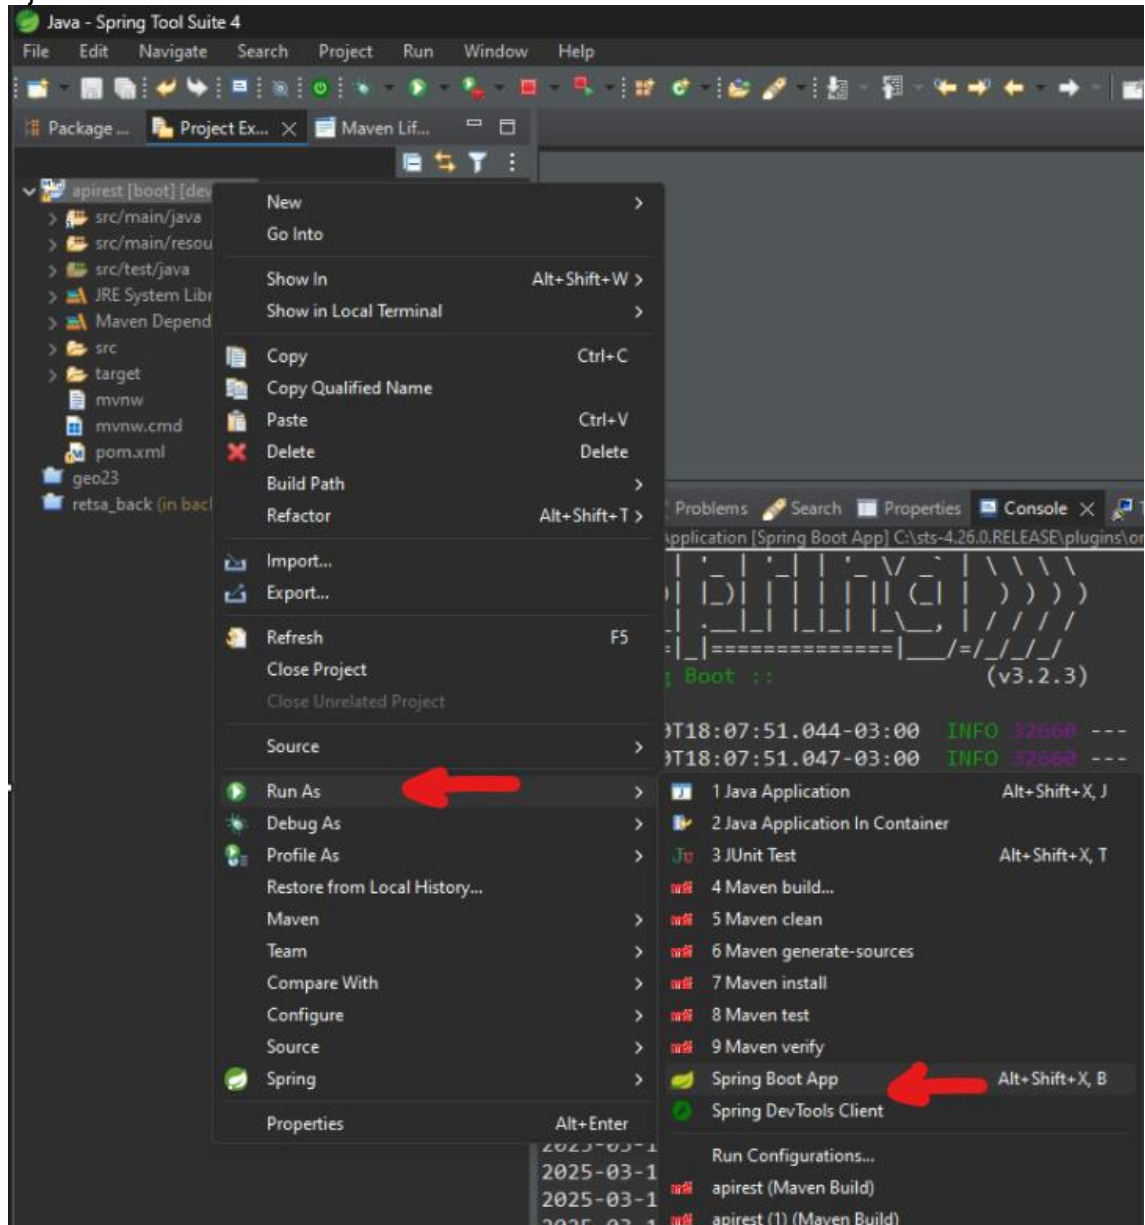 Java - Spring Tool Suite 4
File Edit Navigate Search Project Run Window Help
Package ... Project Ex... Maven Lif...
apirest [boot] [dev
src/main/java
src/main/resou
src/test/java
JRE System Libr
Maven Depend
src
target
mvnw
mvnw.cmd
pom.xml
geo23
retsa_back (in bac
New
Go Into
Show In Alt+Shift+W
Show in Local Terminal
Copy Ctrl+C
Copy Qualified Name
Paste Ctrl+V
Delete Delete
Build Path
Refactor Alt+Shift+T
Import...
Export...
Refresh F5
Close Project
Close Unrelated Project
Source
Run As
Debug As
Profile As
Restore from Local History...
Maven
Team
Compare With
Configure
Source
Spring
Properties Alt+Enter
Problems Search Properties Console
Application [Spring Boot App] C:\sts-4.26.0.RELEASE\plugins\or
Boot :: (v3.2.3)
T18:07:51.044-03:00 INFO 32660 ---
T18:07:51.047-03:00 INFO 32660 ---
1 Java Application Alt+Shift+X, J
2 Java Application In Container
3 JUnit Test Alt+Shift+X, T
4 Maven build...
5 Maven clean
6 Maven generate-sources
7 Maven install
8 Maven test
9 Maven verify
Spring Boot App Alt+Shift+X, B
Spring DevTools Client
Run Configurations...
apirest (Maven Build)
apirest (1) (Maven Build)
2025-03-1
2025-03-1
2025-03-1